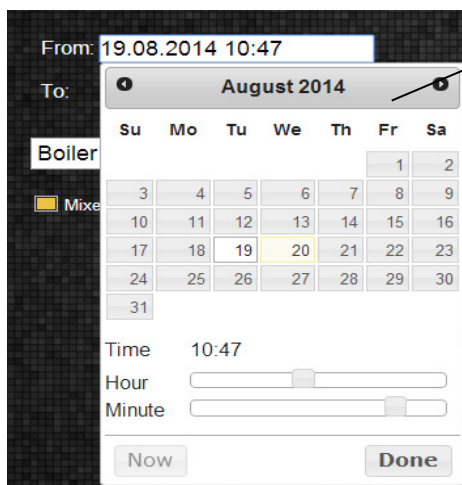 From: 19.08.2014 10:47
To:
August 2014
Su Mo Tu We Th Fr Sa
Boiler
1 2
Mixe
3 4 5 6 7 8 9
10 11 12 13 14 15 16
17 18 19 20 21 22 23
24 25 26 27 28 29 30
31
Time 10:47
Hour
Minute
Now Done